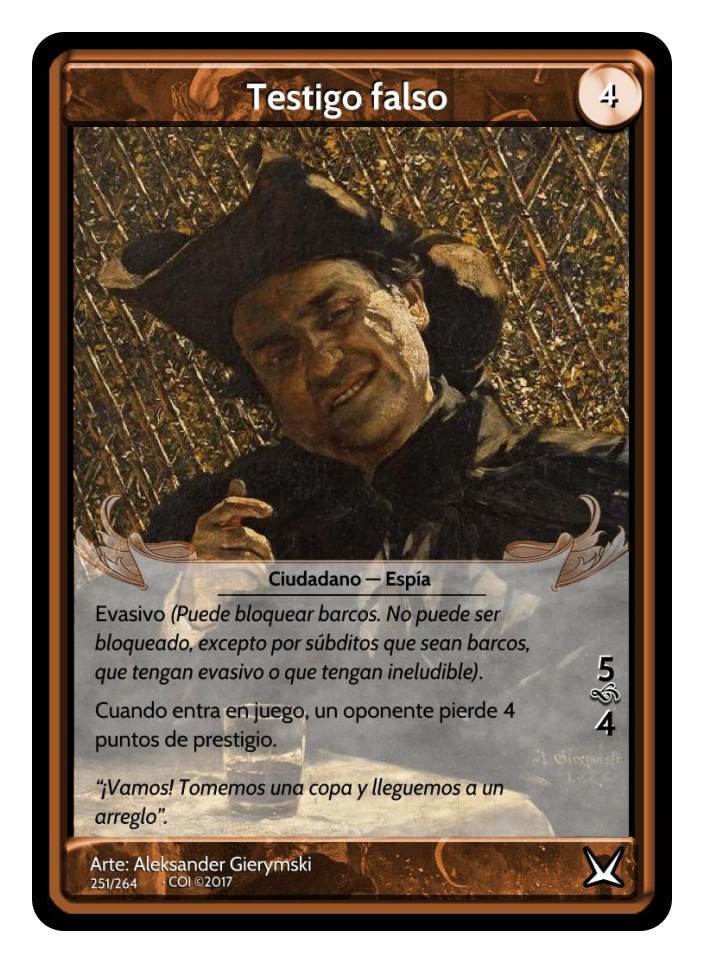 Testigo falso
4
Ciudadano — Espía
Evasivo (Puede bloquear barcos. No puede ser
bloqueado, excepto por súbditos que sean barcos,
que tengan evasivo o que tengan ineludible).
Cuando entra en juego, un oponente pierde 4
puntos de prestigio.
5
4
“¡Vamos! Tomemos una copa y lleguemos a un
arreglo”.
Arte: Aleksander Gierymski
251/264 · COI ©2017